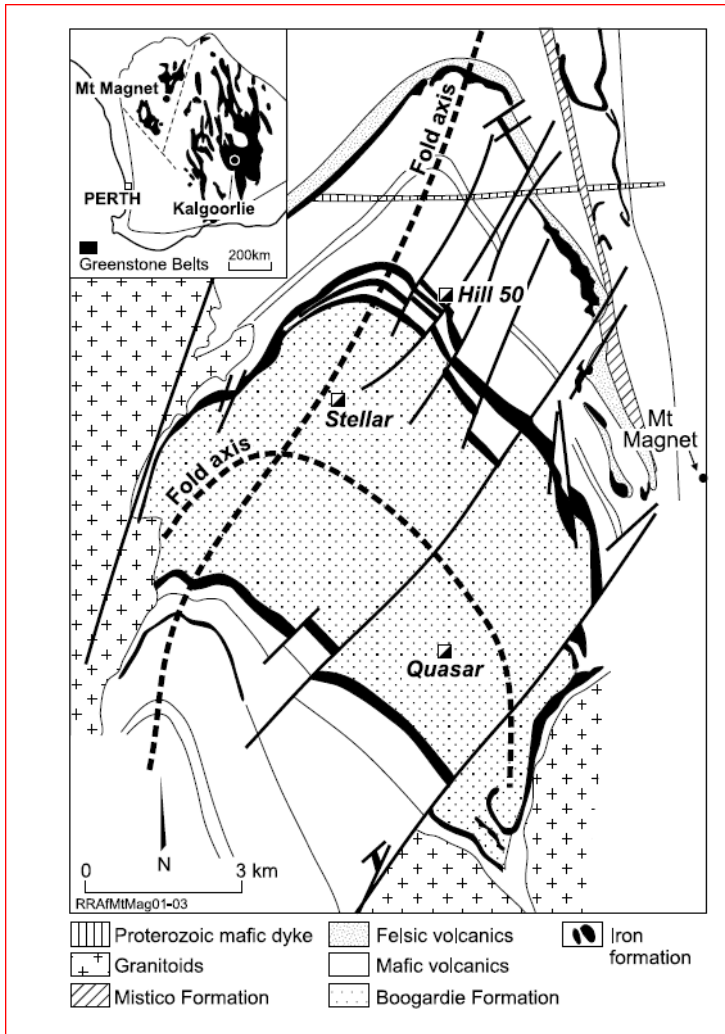 Mt Magnet
PERTH
Kalgoorlie
Greenstone Belts
200km
Fold axis
Hill 50
Stellar
Fold axis
Mt
Magnet
Quasar
N
0 3 km
RRAfMtMag01-03
Proterozoic mafic dyke
Felsic volcanics
Iron
formation
Granitoids
Mafic volcanics
Mistico Formation
Boogardie Formation